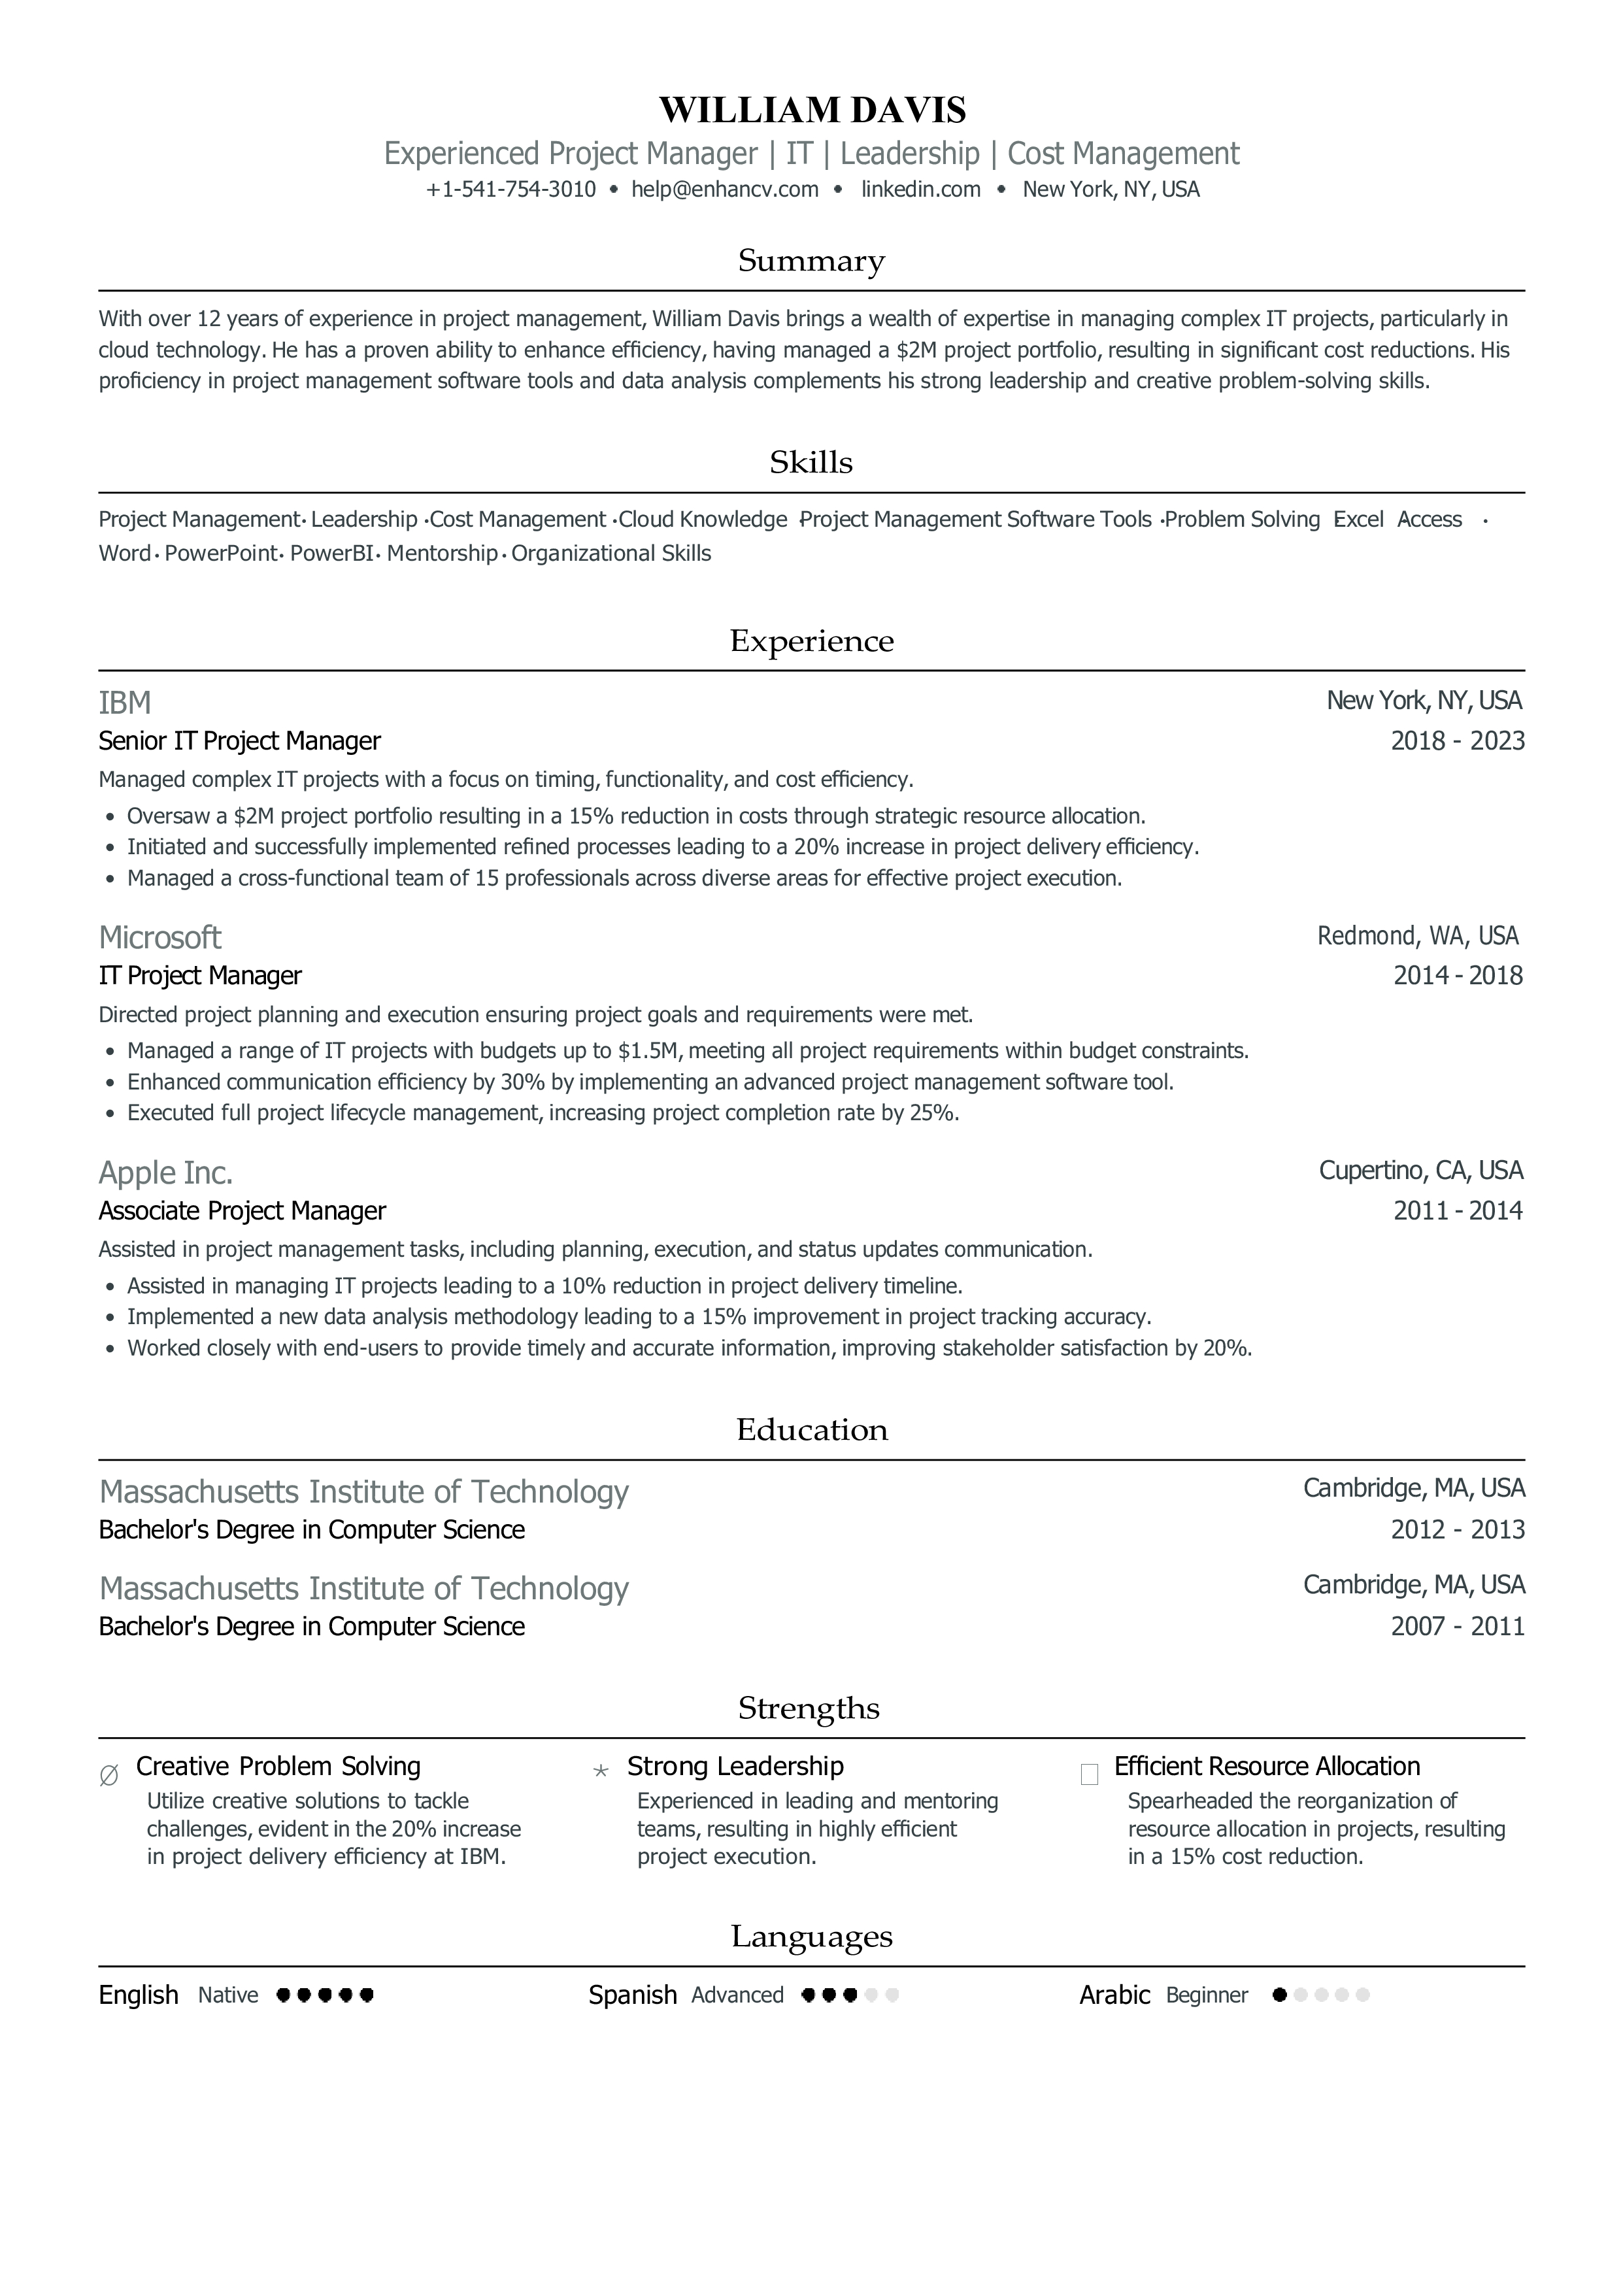 WILLIAM DAVIS
Experienced Project Manager | IT | Leadership | Cost Management
+1-541-754-3010 • help@enhancv.com • linkedin.com • New York, NY, USA
Summary
With over 12 years of experience in project management, William Davis brings a wealth of expertise in managing complex IT projects, particularly in
cloud technology. He has a proven ability to enhance efficiency, having managed a $2M project portfolio, resulting in significant cost reductions. His
proficiency in project management software tools and data analysis complements his strong leadership and creative problem-solving skills.
Skills
Project Management · Leadership · Cost Management · Cloud Knowledge · Project Management Software Tools · Problem Solving · Excel · Access ·
Word · PowerPoint · PowerBI · Mentorship · Organizational Skills
Experience
IBM New York, NY, USA
Senior IT Project Manager 2018 - 2023
Managed complex IT projects with a focus on timing, functionality, and cost efficiency.
• Oversaw a $2M project portfolio resulting in a 15% reduction in costs through strategic resource allocation.
• Initiated and successfully implemented refined processes leading to a 20% increase in project delivery efficiency.
• Managed a cross-functional team of 15 professionals across diverse areas for effective project execution.
Microsoft Redmond, WA, USA
IT Project Manager 2014 - 2018
Directed project planning and execution ensuring project goals and requirements were met.
• Managed a range of IT projects with budgets up to $1.5M, meeting all project requirements within budget constraints.
• Enhanced communication efficiency by 30% by implementing an advanced project management software tool.
• Executed full project lifecycle management, increasing project completion rate by 25%.
Apple Inc. Cupertino, CA, USA
Associate Project Manager 2011 - 2014
Assisted in project management tasks, including planning, execution, and status updates communication.
• Assisted in managing IT projects leading to a 10% reduction in project delivery timeline.
• Implemented a new data analysis methodology leading to a 15% improvement in project tracking accuracy.
• Worked closely with end-users to provide timely and accurate information, improving stakeholder satisfaction by 20%.
Education
Massachusetts Institute of Technology Cambridge, MA, USA
Bachelor's Degree in Computer Science 2012 - 2013
Massachusetts Institute of Technology Cambridge, MA, USA
Bachelor's Degree in Computer Science 2007 - 2011
Strengths
Creative Problem Solving
Utilize creative solutions to tackle
challenges, evident in the 20% increase
in project delivery efficiency at IBM.
Strong Leadership
Experienced in leading and mentoring
teams, resulting in highly efficient
project execution.
Efficient Resource Allocation
Spearheaded the reorganization of
resource allocation in projects, resulting
in a 15% cost reduction.
Languages
English Native
Spanish Advanced
Arabic Beginner